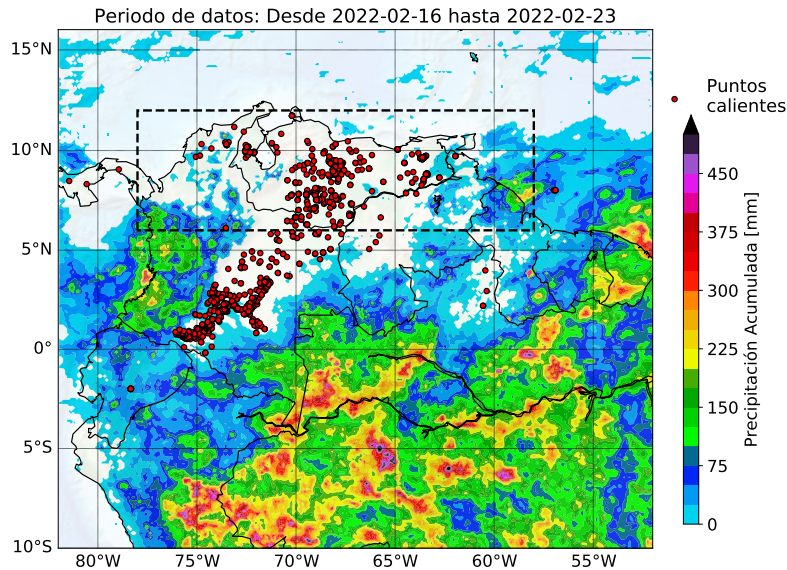 Periodo de datos: Desde 2022-02-16 hasta 2022-02-23
15°N
10°N
5°N
0°
5°S
10°S
80°W
75°W
70°W
65°W
60°W
55°W
Puntos
calientes
450
375
300
225
150
75
0
Precipitación Acumulada [mm]